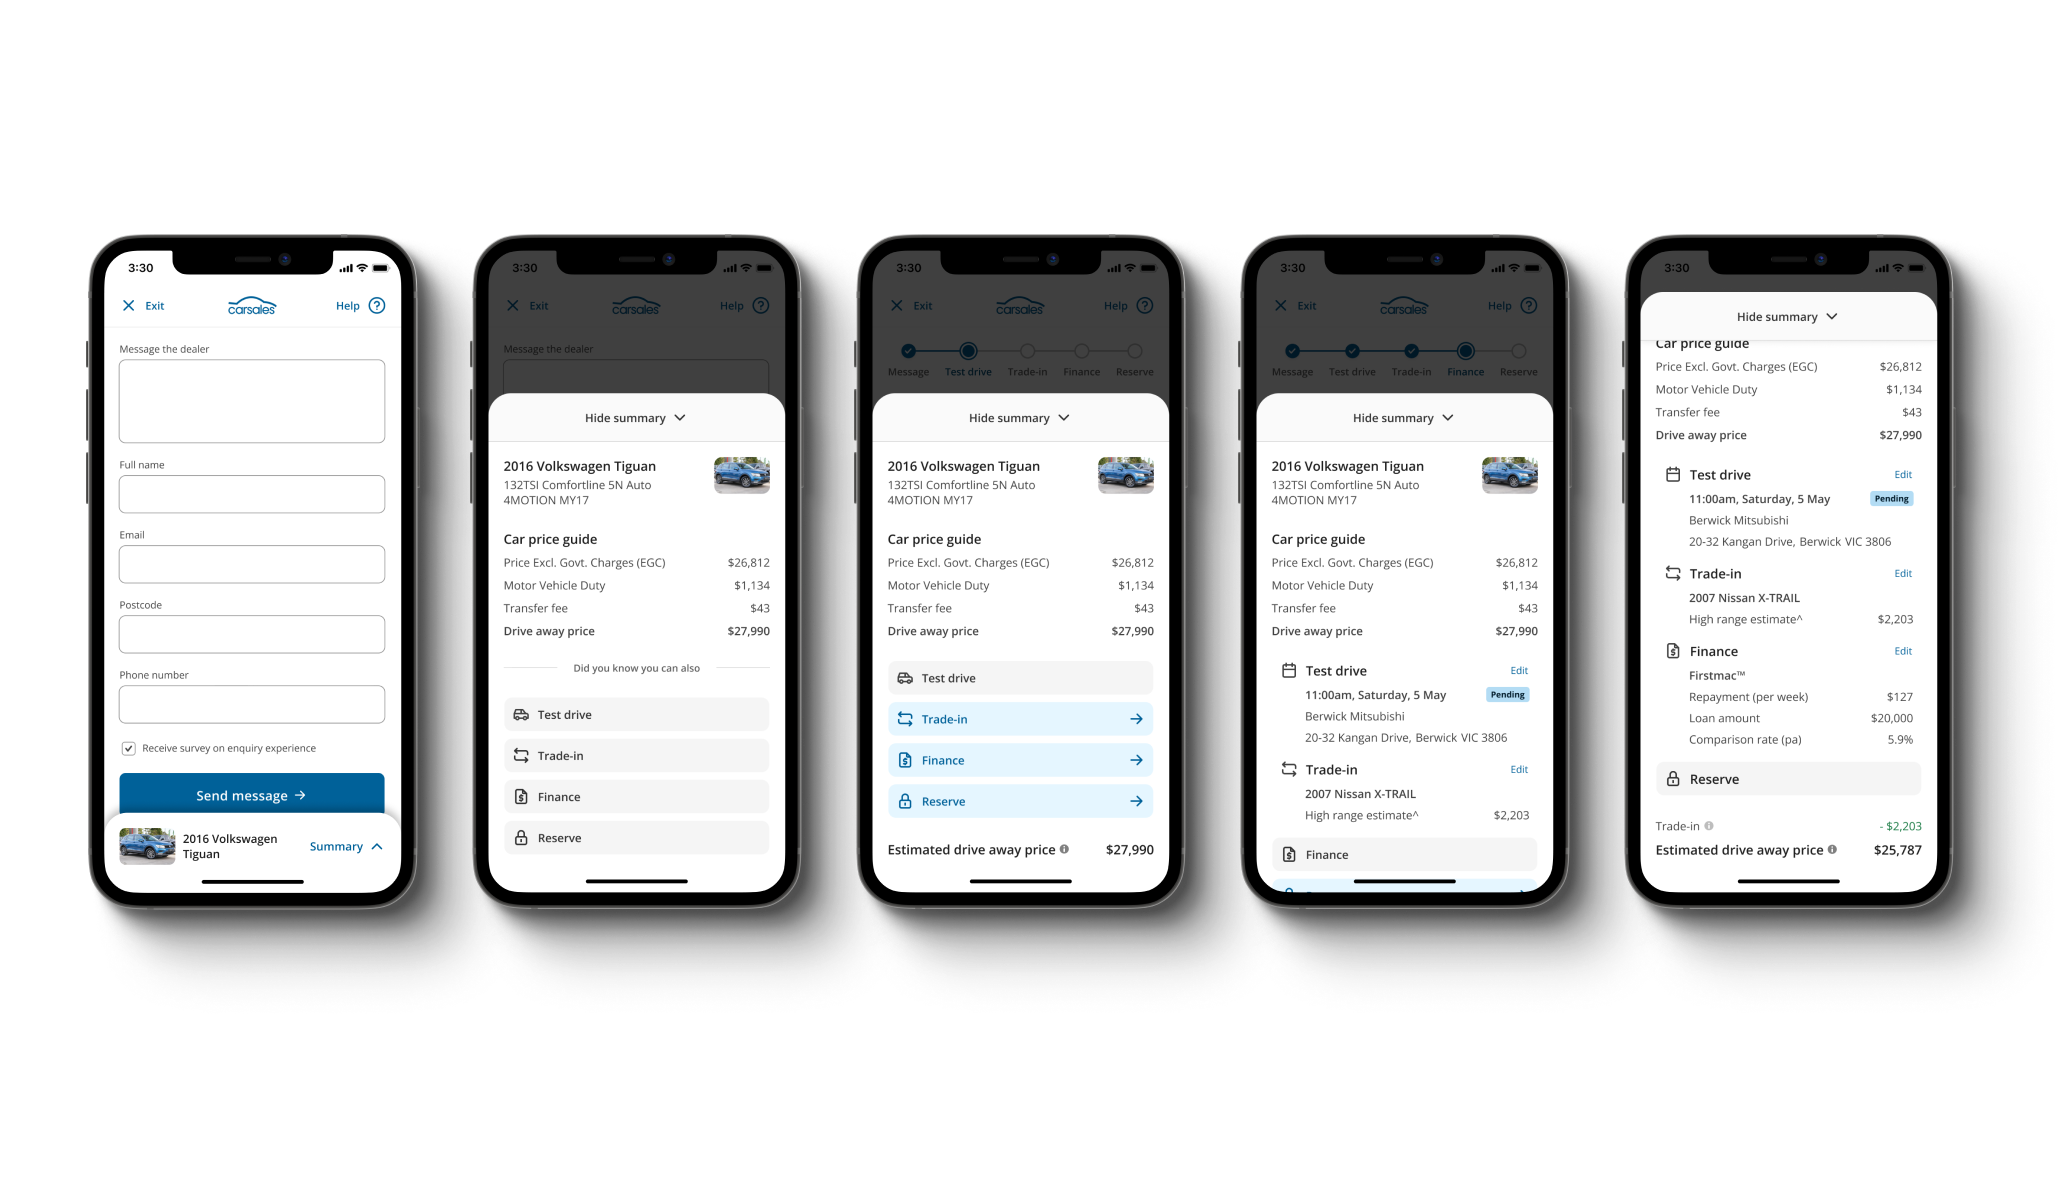 3:30
Exit
carsales
Help
Message the dealer
Full name
Email
Postcode
Phone number
Receive survey on enquiry experience
Send message
2016 Volkswagen
Tiguan
Summary
3:30
Exit
carsales
Help
Message the dealer
Hide summary
2016 Volkswagen Tiguan
132TSI Comfortline 5N Auto
4MOTION MY17
Car price guide
Price Excl. Govt. Charges (EGC) $26,812
Motor Vehicle Duty $1,134
Transfer fee $43
Drive away price $27,990
Did you know you can also
Test drive
Trade-in
Finance
Reserve
3:30
Exit
carsales
Help
Message Test drive Trade-in Finance Reserve
Hide summary
2016 Volkswagen Tiguan
132TSI Comfortline 5N Auto
4MOTION MY17
Car price guide
Price Excl. Govt. Charges (EGC) $26,812
Motor Vehicle Duty $1,134
Transfer fee $43
Drive away price $27,990
Test drive
Trade-in
Finance
Reserve
Estimated drive away price $27,990
3:30
Exit
carsales
Help
Message Test drive Trade-in Finance Reserve
Hide summary
2016 Volkswagen Tiguan
132TSI Comfortline 5N Auto
4MOTION MY17
Car price guide
Price Excl. Govt. Charges (EGC) $26,812
Motor Vehicle Duty $1,134
Transfer fee $43
Drive away price $27,990
Test drive Edit
11:00am, Saturday, 5 May Pending
Berwick Mitsubishi
20-32 Kangan Drive, Berwick VIC 3806
Trade-in Edit
2007 Nissan X-TRAIL
High range estimate^ $2,203
Finance
3:30
Hide summary
Car price guide
Price Excl. Govt. Charges (EGC) $26,812
Motor Vehicle Duty $1,134
Transfer fee $43
Drive away price $27,990
Test drive Edit
11:00am, Saturday, 5 May Pending
Berwick Mitsubishi
20-32 Kangan Drive, Berwick VIC 3806
Trade-in Edit
2007 Nissan X-TRAIL
High range estimate^ $2,203
Finance Edit
Firstmac™
Repayment (per week) $127
Loan amount $20,000
Comparison rate (pa) 5.9%
Reserve
Trade-in - $2,203
Estimated drive away price $25,787